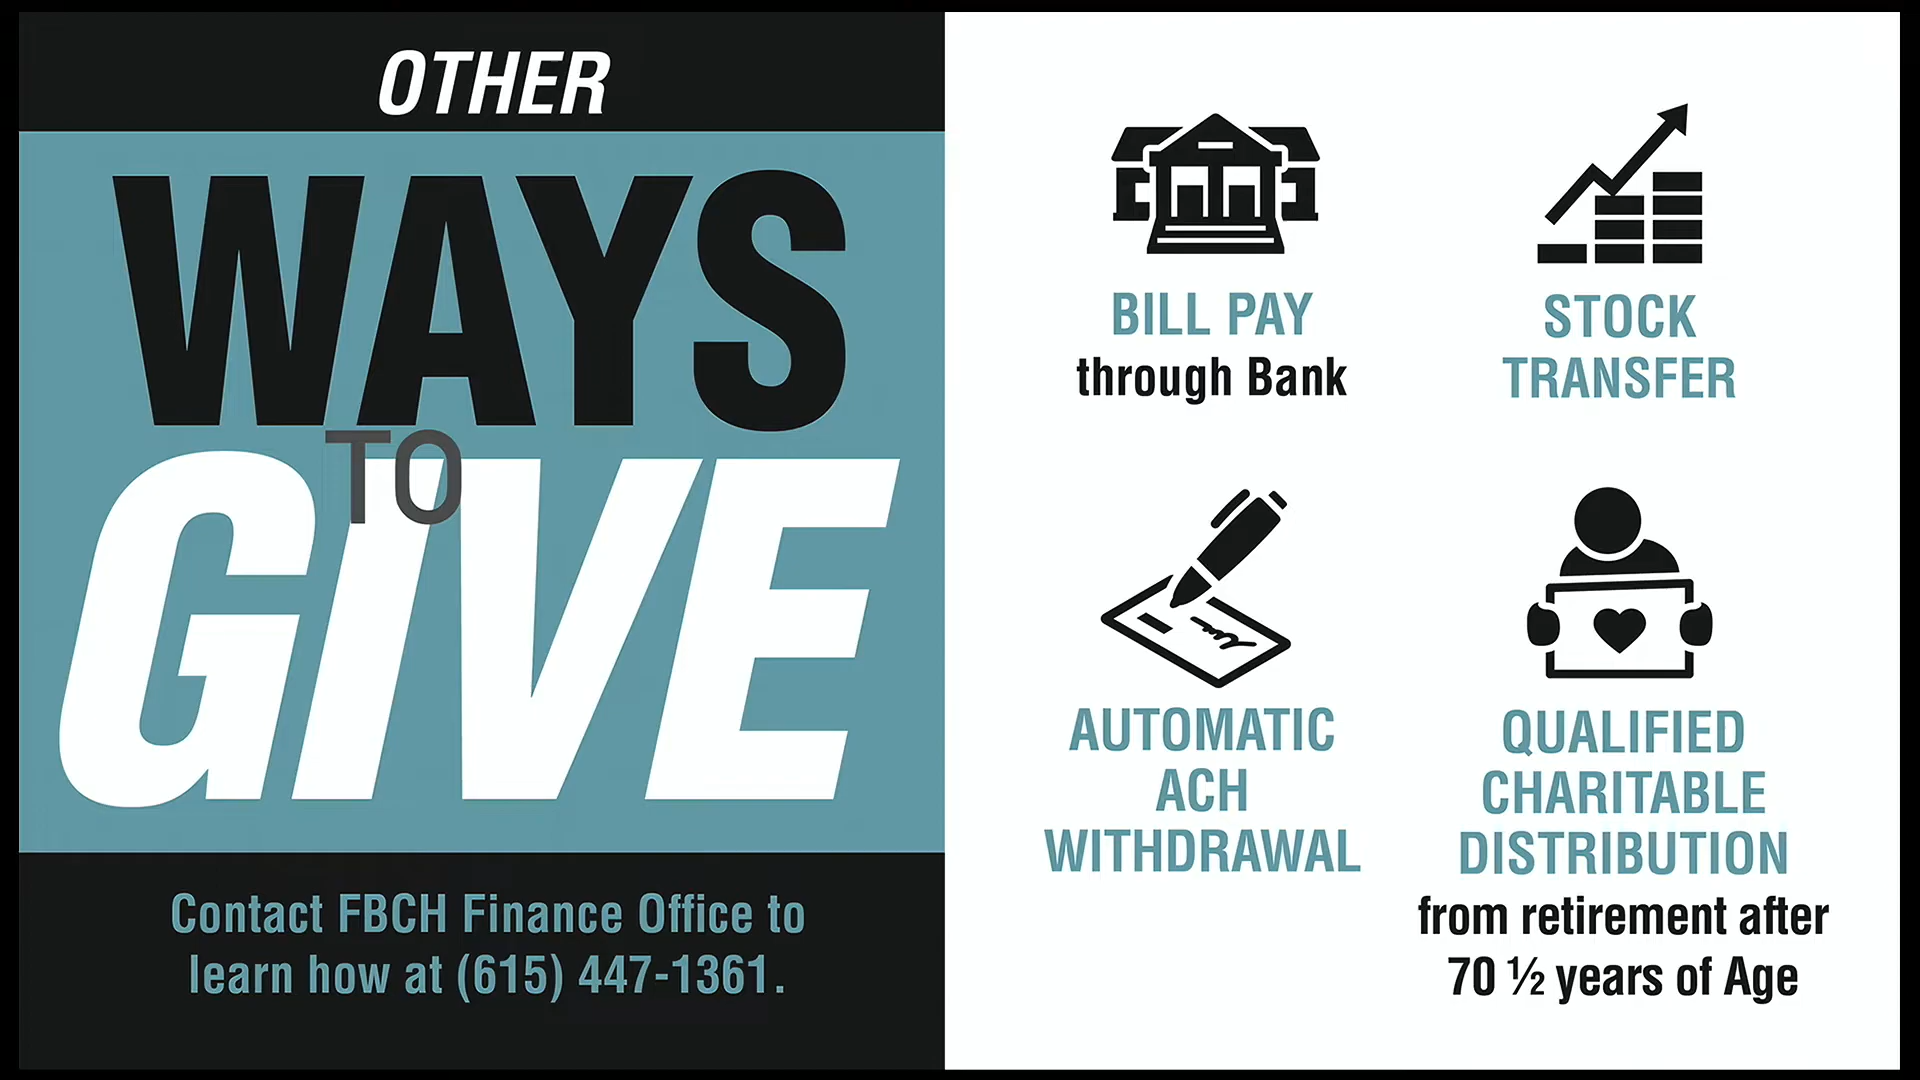 OTHER
WAYS
TO
GIVE
Contact FBCH Finance Office to
learn how at (615) 447-1361.
BILL PAY
through Bank
STOCK
TRANSFER
AUTOMATIC
ACH
WITHDRAWAL
QUALIFIED
CHARITABLE
DISTRIBUTION
from retirement after
70 ½ years of Age